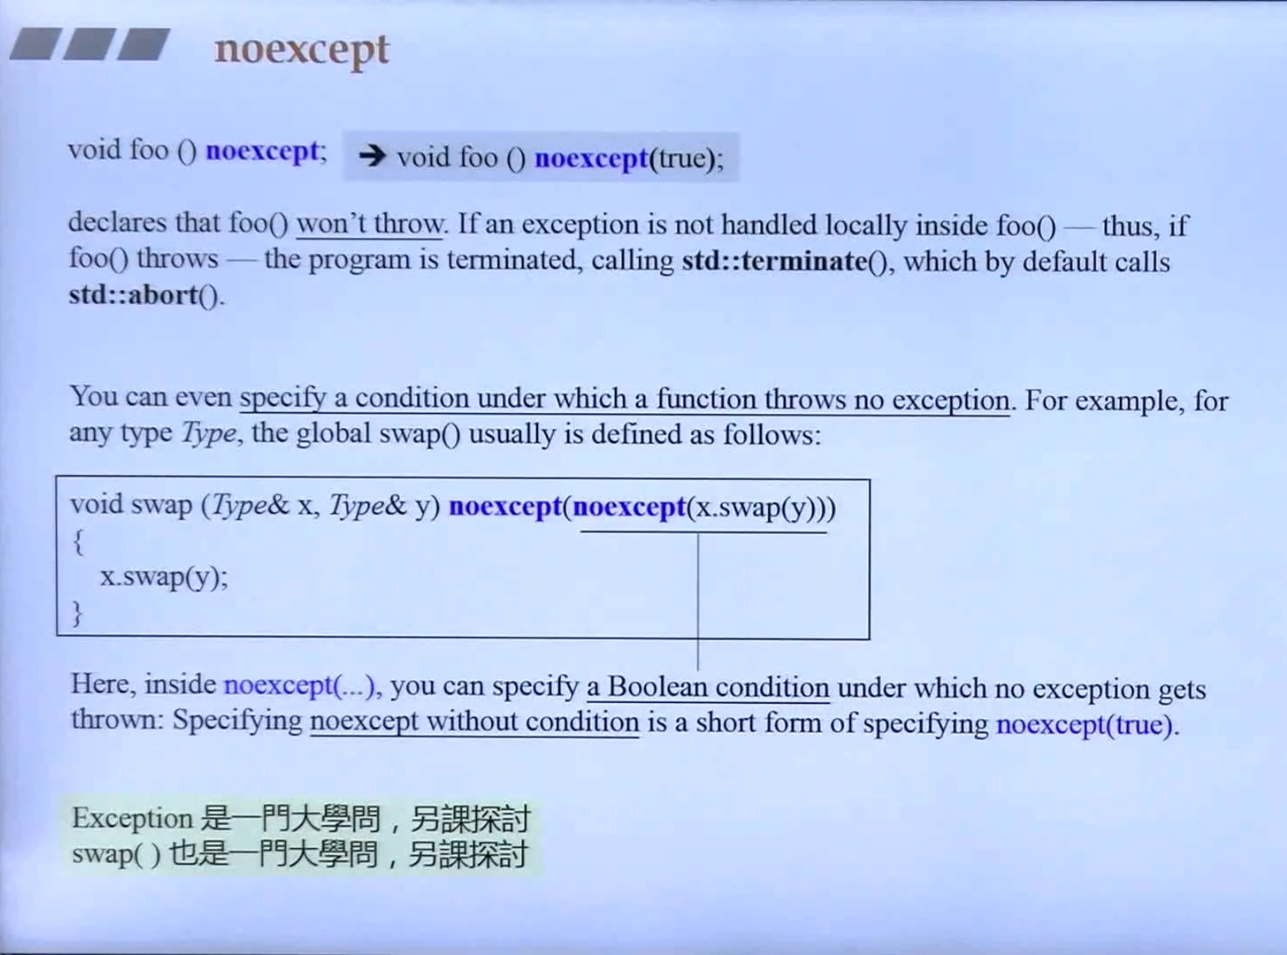 noexcept
void foo () noexcept; ➔ void foo () noexcept(true);
declares that foo() won’t throw. If an exception is not handled locally inside foo() — thus, if
foo() throws — the program is terminated, calling std::terminate(), which by default calls
std::abort().
You can even specify a condition under which a function throws no exception. For example, for
any type Type, the global swap() usually is defined as follows:
void swap (Type& x, Type& y) noexcept(noexcept(x.swap(y)))
{
x.swap(y);
}
Here, inside noexcept(...), you can specify a Boolean condition under which no exception gets
thrown: Specifying noexcept without condition is a short form of specifying noexcept(true).
Exception 是一門大學問，另課探討
swap( ) 也是一門大學問，另課探討